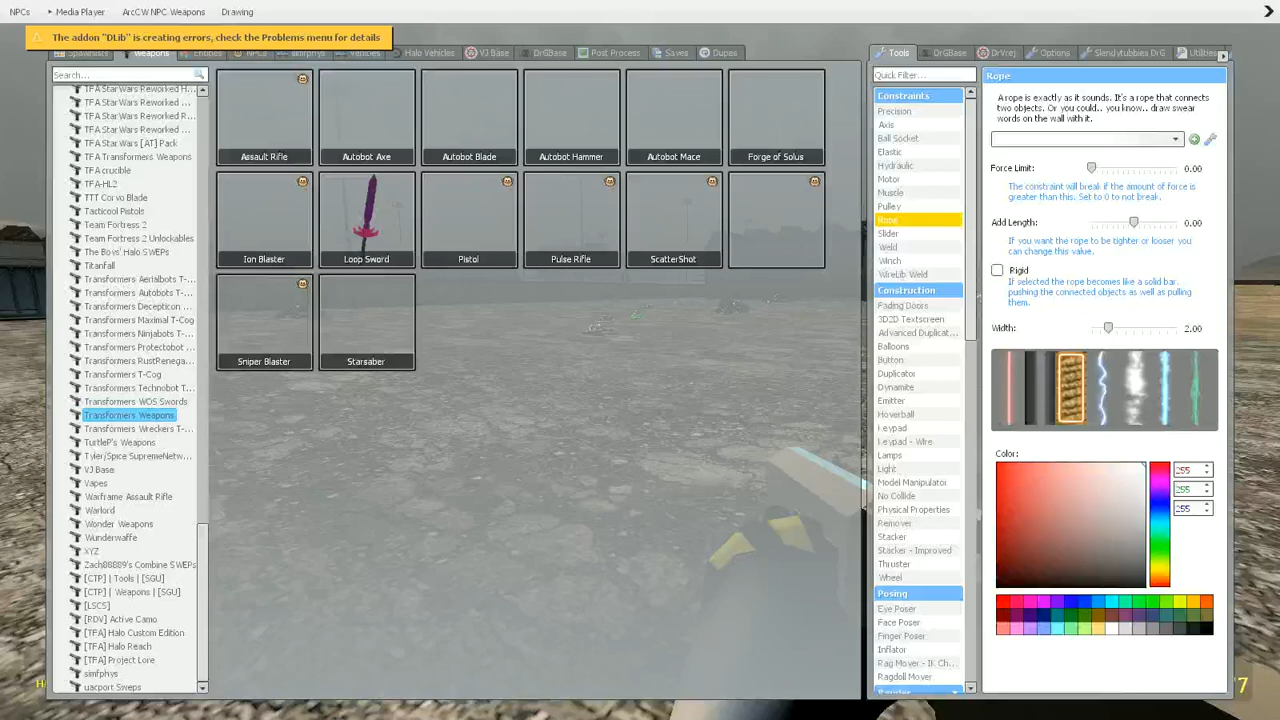 NPCs
Media Player
ArcCW NPC Weapons
Drawing
The addon "DLib" is creating errors, check the Problems menu for details
Halo Vehicles
VJ Base
DrGBase
Post Process
Saves
Dupes
Tools
DrGBase
DrVrej
Options
Slendytubbies DrG
Utilities
Search...
TFA Star Wars Reworked H...
TFA Star Wars Reworked ...
TFA Star Wars Reworked R...
TFA Star Wars Reworked ...
TFA Star Wars [AT] Pack
TFA Transformers Weapons
TFA crucible
TFA-HL2
TTT Corvo Blade
Tacticool Pistols
Team Fortress 2
Team Fortress 2 Unlockables
The Boys' Halo SWEPs
Titanfall
Transformers Aerialbots T-...
Transformers Autobots T-...
Transformers Decepticon ...
Transformers Maximal T-Cog
Transformers Ninjabots T-...
Transformers Protectobot ...
Transformers RustRenega...
Transformers T-Cog
Transformers Technobot T...
Transformers WOS Swords
Transformers Weapons
Transformers Wreckers T-...
TurtleP's Weapons
Tyler/Spice SupremeNetw...
VJ Base
Vapes
Warframe Assault Rifle
Warlord
Wonder Weapons
Wunderwaffe
XYZ
Zach88889's Combine SWEPs
[CTP] | Tools | [SGU]
[CTP] | Weapons | [SGU]
[LSCS]
[RDV] Active Camo
[TFA] Halo Custom Edition
[TFA] Halo Reach
[TFA] Project Lore
simfphys
uacport Sweps
Assault Rifle
Autobot Axe
Autobot Blade
Autobot Hammer
Autobot Mace
Forge of Solus
Ion Blaster
Loop Sword
Pistol
Pulse Rifle
ScatterShot
Sniper Blaster
Starsaber
Quick Filter...
Constraints
Precision
Axis
Ball Socket
Elastic
Hydraulic
Motor
Muscle
Pulley
Rope
Slider
Weld
Winch
WireLib Weld
Construction
Fading Doors
3D2D Textscreen
Advanced Duplicat...
Balloons
Button
Duplicator
Dynamite
Emitter
Hoverball
Keypad
Keypad - Wire
Lamps
Light
Model Manipulator
No Collide
Physical Properties
Remover
Stacker
Stacker - Improved
Thruster
Wheel
Posing
Eye Poser
Face Poser
Finger Poser
Inflator
Rag Mover - IK Ch...
Ragdoll Mover
Render
Rope
A rope is exactly as it sounds. It's a rope that connects
two objects. Or you could.. you know.. draw swear
words on the wall with it.
Force Limit:
0.00
The constraint will break if the amount of force is
greater than this. Set to 0 to not break.
Add Length:
0.00
If you want the rope to be tighter or looser you
can change this value.
Rigid
If selected the rope becomes like a solid bar,
pushing the connected objects as well as pulling
them.
Width:
2.00
Color:
255
255
255